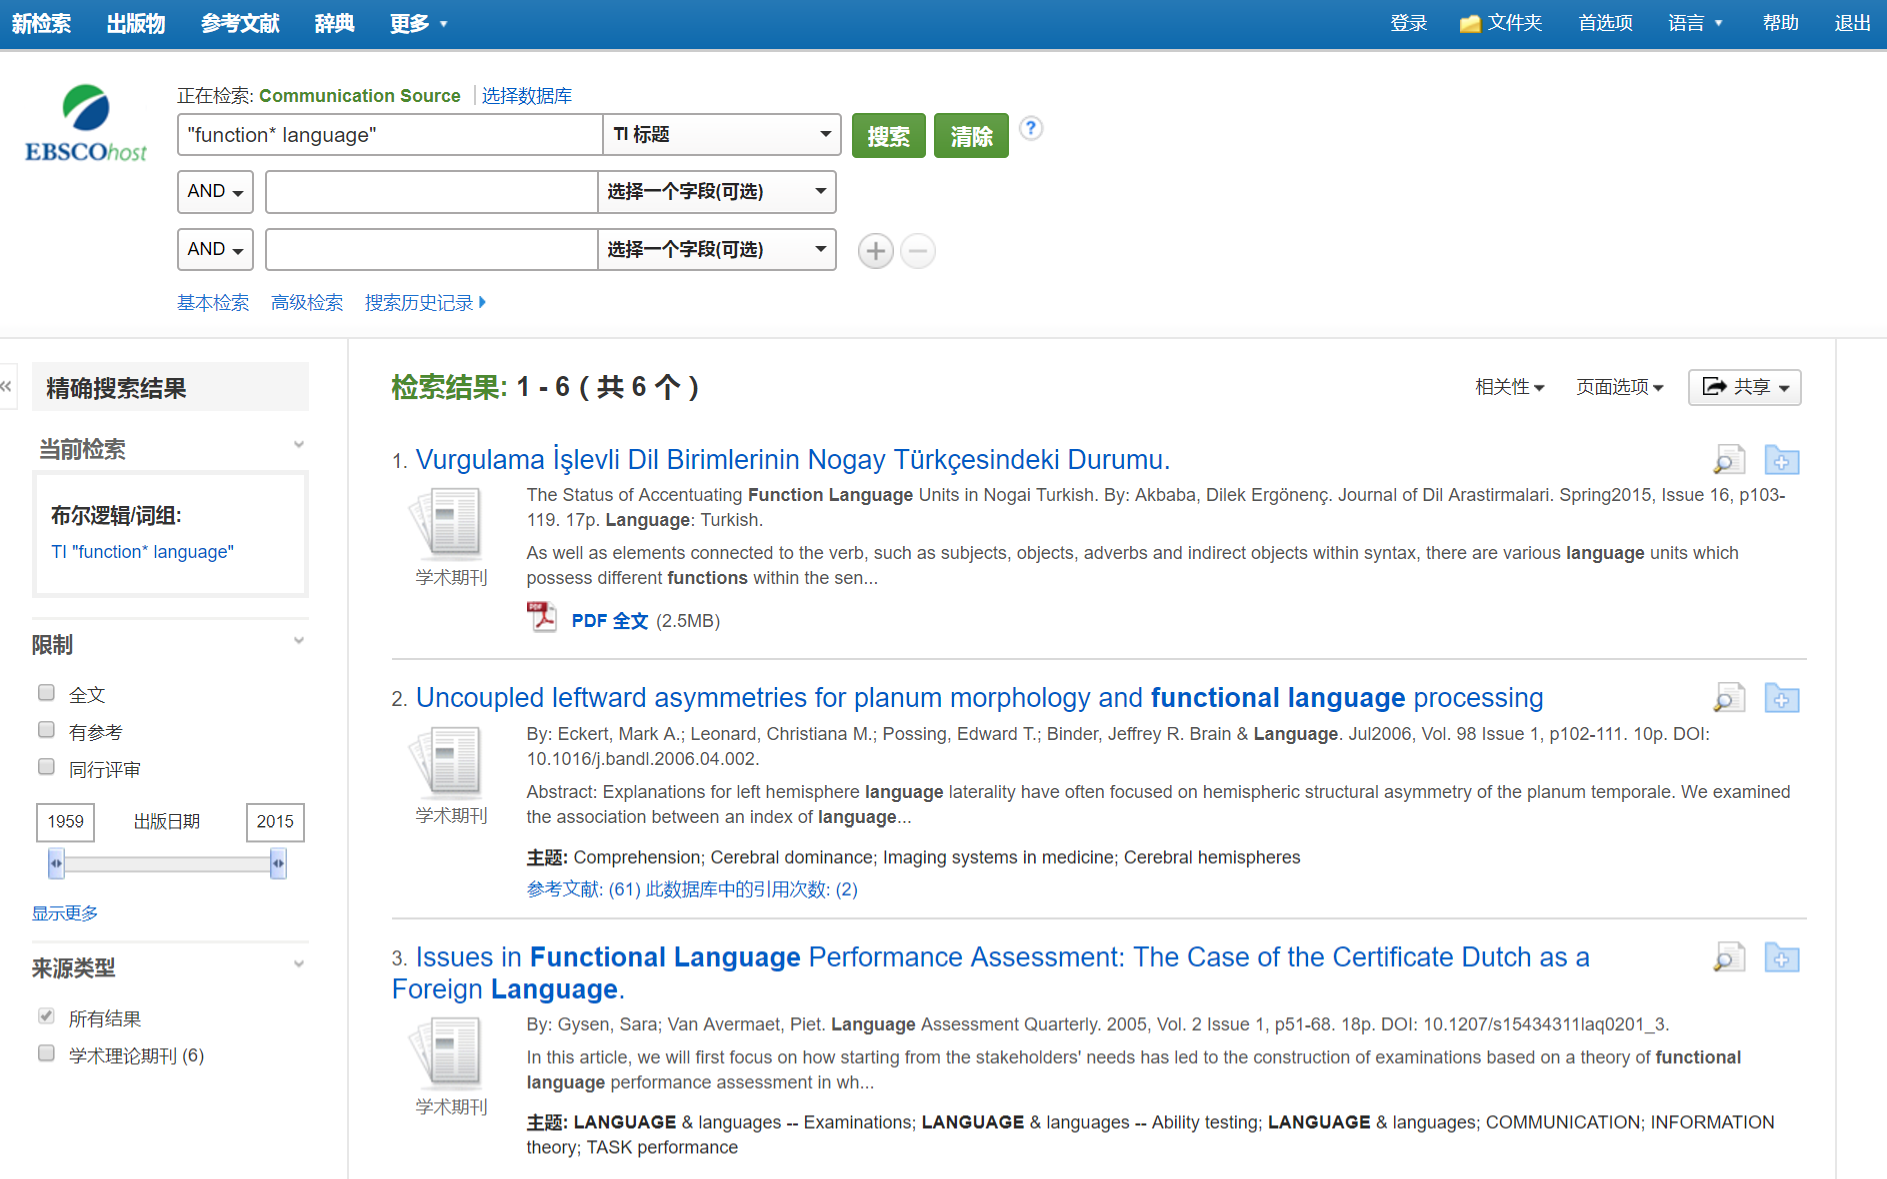 新检索 出版物 参考文献 辞典 更多 登录 文件夹 首选项 语言 帮助 退出
EBSCOhost
正在检索: Communication Source 选择数据库
"function* language" TI 标题 搜索 清除 ?
AND 选择一个字段(可选)
AND 选择一个字段(可选)
基本检索 高级检索 搜索历史记录
«
精确搜索结果
当前检索
布尔逻辑/词组:
TI "function* language"
限制
全文
有参考
同行评审
1959 出版日期 2015
显示更多
来源类型
所有结果
学术理论期刊 (6)
检索结果: 1 - 6 ( 共 6 个 ) 相关性 页面选项 共享
1. Vurgulama İşlevli Dil Birimlerinin Nogay Türkçesindeki Durumu.
学术期刊
The Status of Accentuating Function Language Units in Nogai Turkish. By: Akbaba, Dilek Ergönenç. Journal of Dil Arastirmalari. Spring2015, Issue 16, p103-
119. 17p. Language: Turkish.
As well as elements connected to the verb, such as subjects, objects, adverbs and indirect objects within syntax, there are various language units which
possess different functions within the sen...
PDF PDF 全文 (2.5MB)
2. Uncoupled leftward asymmetries for planum morphology and functional language processing
学术期刊
By: Eckert, Mark A.; Leonard, Christiana M.; Possing, Edward T.; Binder, Jeffrey R. Brain & Language. Jul2006, Vol. 98 Issue 1, p102-111. 10p. DOI:
10.1016/j.bandl.2006.04.002.
Abstract: Explanations for left hemisphere language laterality have often focused on hemispheric structural asymmetry of the planum temporale. We examined
the association between an index of language...
主题: Comprehension; Cerebral dominance; Imaging systems in medicine; Cerebral hemispheres
参考文献: (61) 此数据库中的引用次数: (2)
3. Issues in Functional Language Performance Assessment: The Case of the Certificate Dutch as a
Foreign Language.
学术期刊
By: Gysen, Sara; Van Avermaet, Piet. Language Assessment Quarterly. 2005, Vol. 2 Issue 1, p51-68. 18p. DOI: 10.1207/s15434311laq0201_3.
In this article, we will first focus on how starting from the stakeholders' needs has led to the construction of examinations based on a theory of functional
language performance assessment in wh...
主题: LANGUAGE & languages -- Examinations; LANGUAGE & languages -- Ability testing; LANGUAGE & languages; COMMUNICATION; INFORMATION
theory; TASK performance